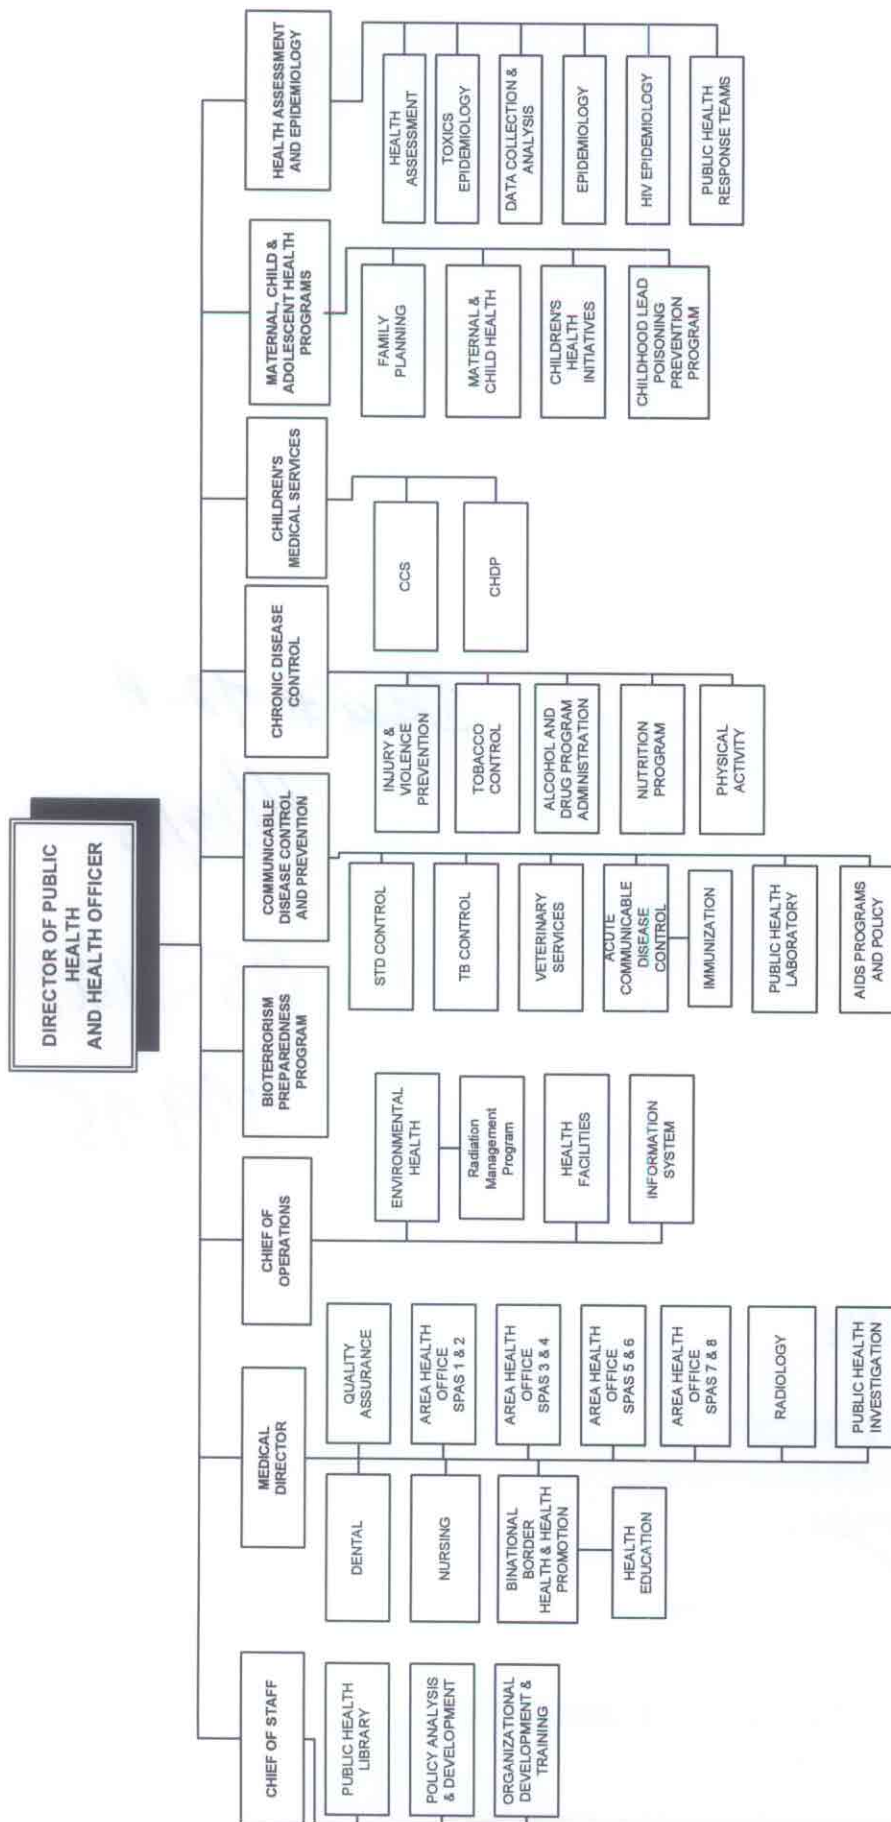 DIRECTOR OF PUBLIC
HEALTH
AND HEALTH OFFICER
CHIEF OF STAFF
PUBLIC HEALTH
LIBRARY
POLICY ANALYSIS
& DEVELOPMENT
ORGANIZATIONAL
DEVELOPMENT &
TRAINING
MEDICAL
DIRECTOR
DENTAL
NURSING
BINATIONAL
BORDER
HEALTH & HEALTH
PROMOTION
HEALTH
EDUCATION
QUALITY
ASSURANCE
AREA HEALTH
OFFICE
SPAS 1 & 2
AREA HEALTH
OFFICE
SPAS 3 & 4
AREA HEALTH
OFFICE
SPAS 5 & 6
AREA HEALTH
OFFICE
SPAS 7 & 8
RADIOLOGY
PUBLIC HEALTH
INVESTIGATION
CHIEF OF
OPERATIONS
ENVIRONMENTAL
HEALTH
Radiation
Management
Program
HEALTH
FACILITIES
INFORMATION
SYSTEM
BIOTERRORISM
PREPAREDNESS
PROGRAM
COMMUNICABLE
DISEASE CONTROL
AND PREVENTION
STD CONTROL
TB CONTROL
VETERINARY
SERVICES
ACUTE
COMMUNICABLE
DISEASE
CONTROL
IMMUNIZATION
PUBLIC HEALTH
LABORATORY
AIDS PROGRAMS
AND POLICY
CHRONIC DISEASE
CONTROL
INJURY &
VIOLENCE
PREVENTION
TOBACCO
CONTROL
ALCOHOL AND
DRUG PROGRAM
ADMINISTRATION
NUTRITION
PROGRAM
PHYSICAL
ACTIVITY
CHILDREN'S
MEDICAL SERVICES
CCS
CHDP
MATERNAL, CHILD &
ADOLESCENT HEALTH
PROGRAMS
FAMILY
PLANNING
MATERNAL &
CHILD HEALTH
CHILDREN'S
HEALTH
INITIATIVES
CHILDHOOD LEAD
POISONING
PREVENTION
PROGRAM
HEALTH ASSESSMENT
AND EPIDEMIOLOGY
HEALTH
ASSESSMENT
TOXICS
EPIDEMIOLOGY
DATA COLLECTION &
ANALYSIS
EPIDEMIOLOGY
HIV EPIDEMIOLOGY
PUBLIC HEALTH
RESPONSE TEAMS